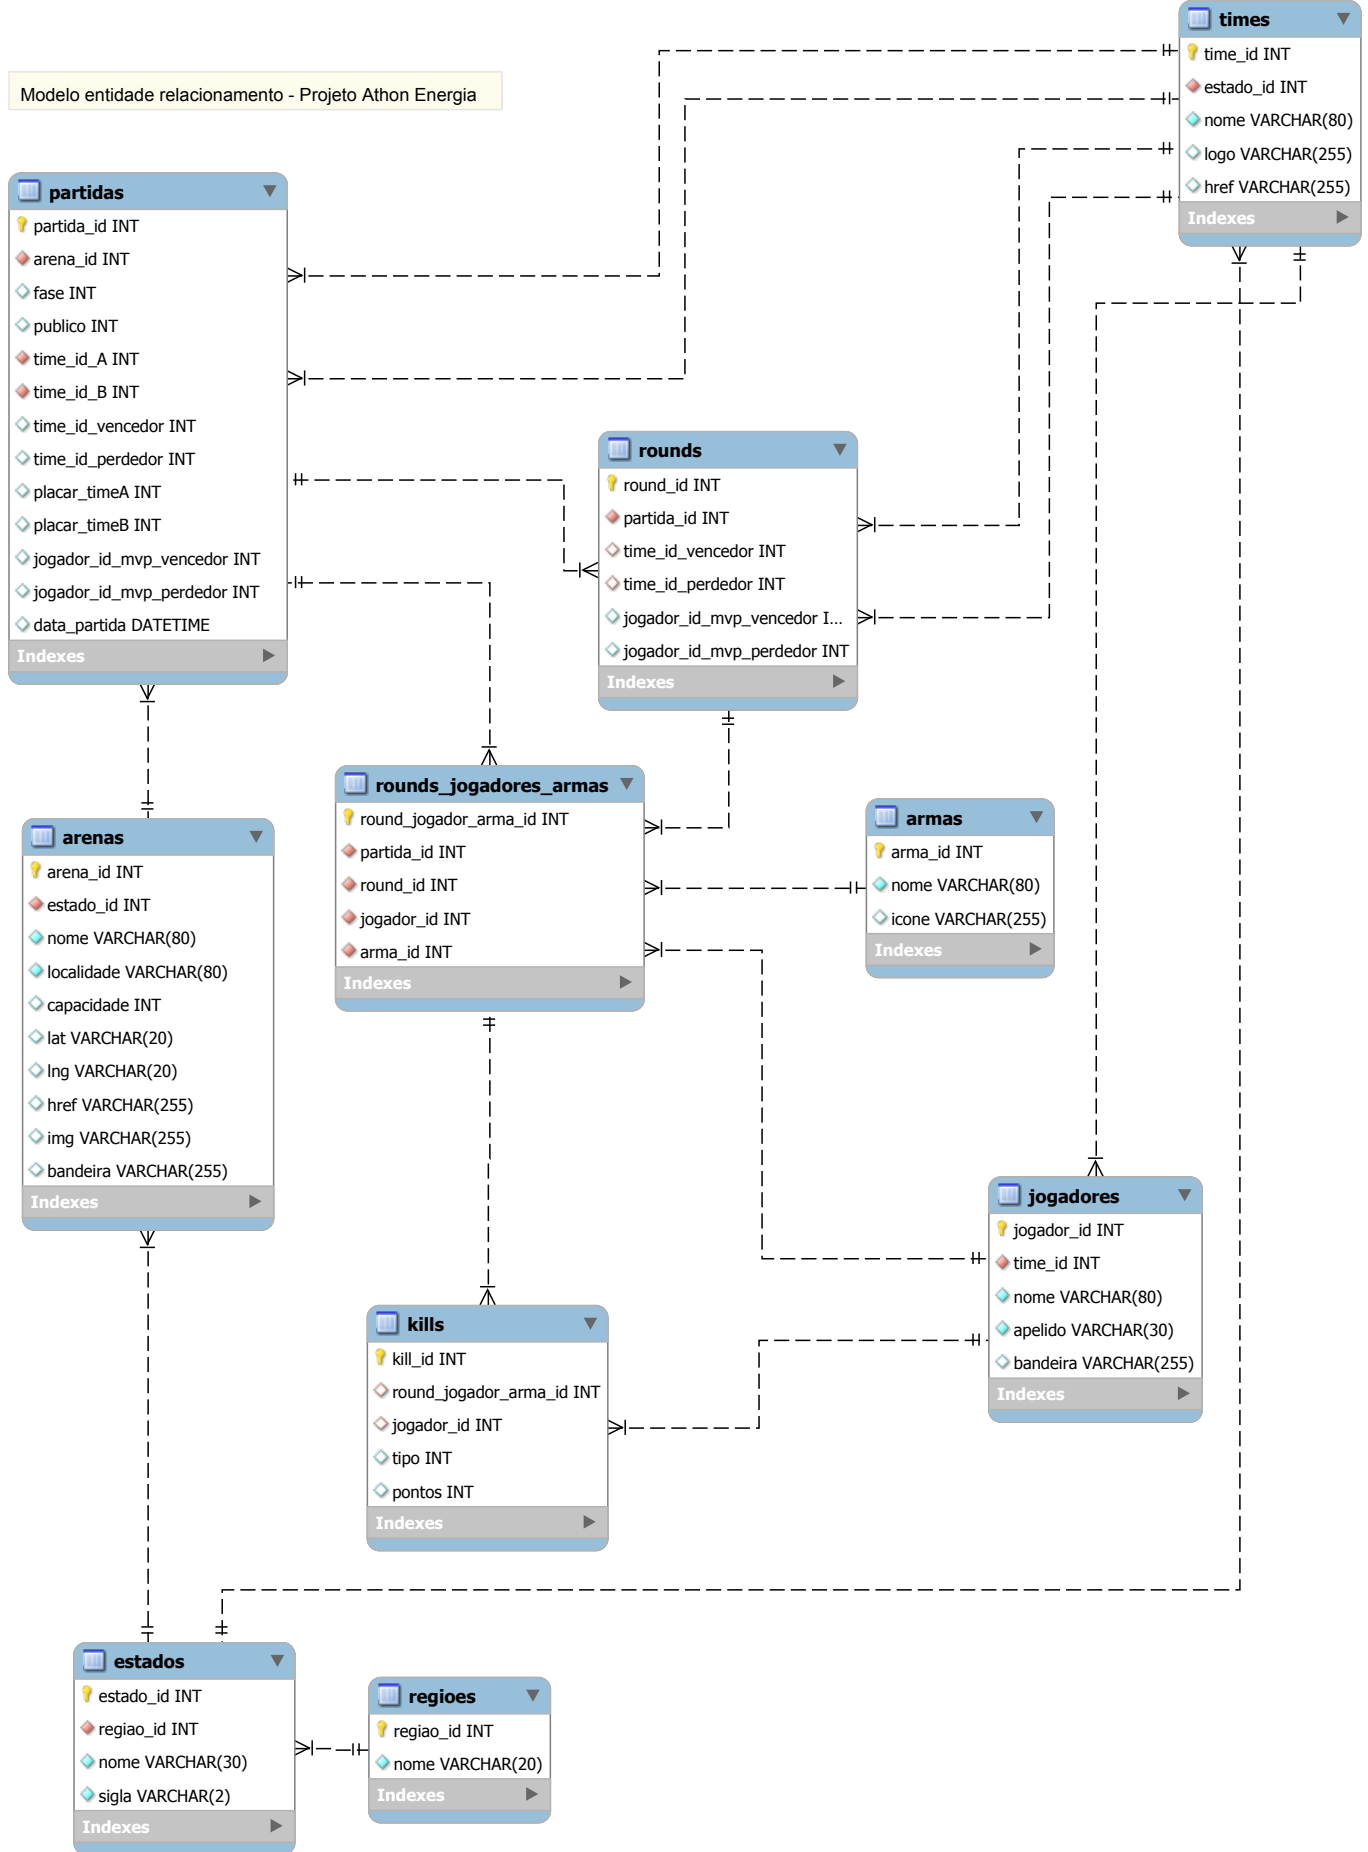 Modelo entidade relacionamento - Projeto Athon Energia
times
time_id INT
estado_id INT
nome VARCHAR(80)
logo VARCHAR(255)
href VARCHAR(255)
Indexes
partidas
partida_id INT
arena_id INT
fase INT
publico INT
time_id_A INT
time_id_B INT
time_id_vencedor INT
time_id_perdedor INT
placar_timeA INT
placar_timeB INT
jogador_id_mvp_vencedor INT
jogador_id_mvp_perdedor INT
data_partida DATETIME
Indexes
rounds
round_id INT
partida_id INT
time_id_vencedor INT
time_id_perdedor INT
jogador_id_mvp_vencedor I...
jogador_id_mvp_perdedor INT
Indexes
rounds_jogadores_armas
round_jogador_arma_id INT
partida_id INT
round_id INT
jogador_id INT
arma_id INT
Indexes
armas
arma_id INT
nome VARCHAR(80)
icone VARCHAR(255)
Indexes
arenas
arena_id INT
estado_id INT
nome VARCHAR(80)
localidade VARCHAR(80)
capacidade INT
lat VARCHAR(20)
lng VARCHAR(20)
href VARCHAR(255)
img VARCHAR(255)
bandeira VARCHAR(255)
Indexes
jogadores
jogador_id INT
time_id INT
nome VARCHAR(80)
apelido VARCHAR(30)
bandeira VARCHAR(255)
Indexes
kills
kill_id INT
round_jogador_arma_id INT
jogador_id INT
tipo INT
pontos INT
Indexes
estados
estado_id INT
regiao_id INT
nome VARCHAR(30)
sigla VARCHAR(2)
Indexes
regioes
regiao_id INT
nome VARCHAR(20)
Indexes